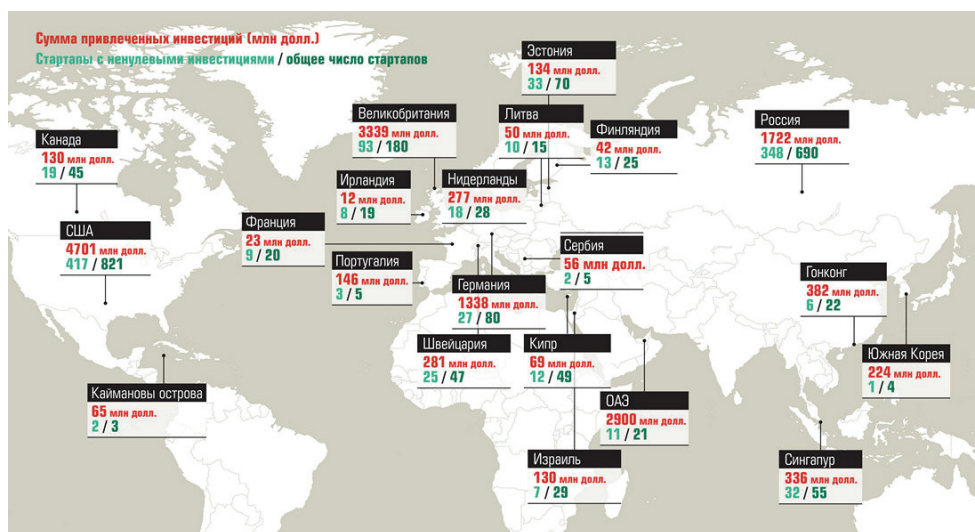 Сумма привлеченных инвестиций (млн долл.)
Стартапы с ненулевыми инвестициями / общее число стартапов
Эстония
134 млн долл.
33 / 70
Великобритания
3339 млн долл.
93 / 180
Литва
50 млн долл.
10 / 15
Финляндия
42 млн долл.
13 / 25
Россия
1722 млн долл.
348 / 690
Канада
130 млн долл.
19 / 45
Ирландия
12 млн долл.
8 / 19
Нидерланды
277 млн долл.
18 / 28
США
4701 млн долл.
417 / 821
Франция
23 млн долл.
9 / 20
Сербия
56 млн долл.
2 / 5
Португалия
146 млн долл.
3 / 5
Германия
1338 млн долл.
27 / 80
Гонконг
382 млн долл.
6 / 22
Швейцария
281 млн долл.
25 / 47
Кипр
69 млн долл.
12 / 49
Южная Корея
224 млн долл.
1 / 4
Каймановы острова
65 млн долл.
2 / 3
ОАЭ
2900 млн долл.
11 / 21
Израиль
130 млн долл.
7 / 29
Сингапур
336 млн долл.
32 / 55